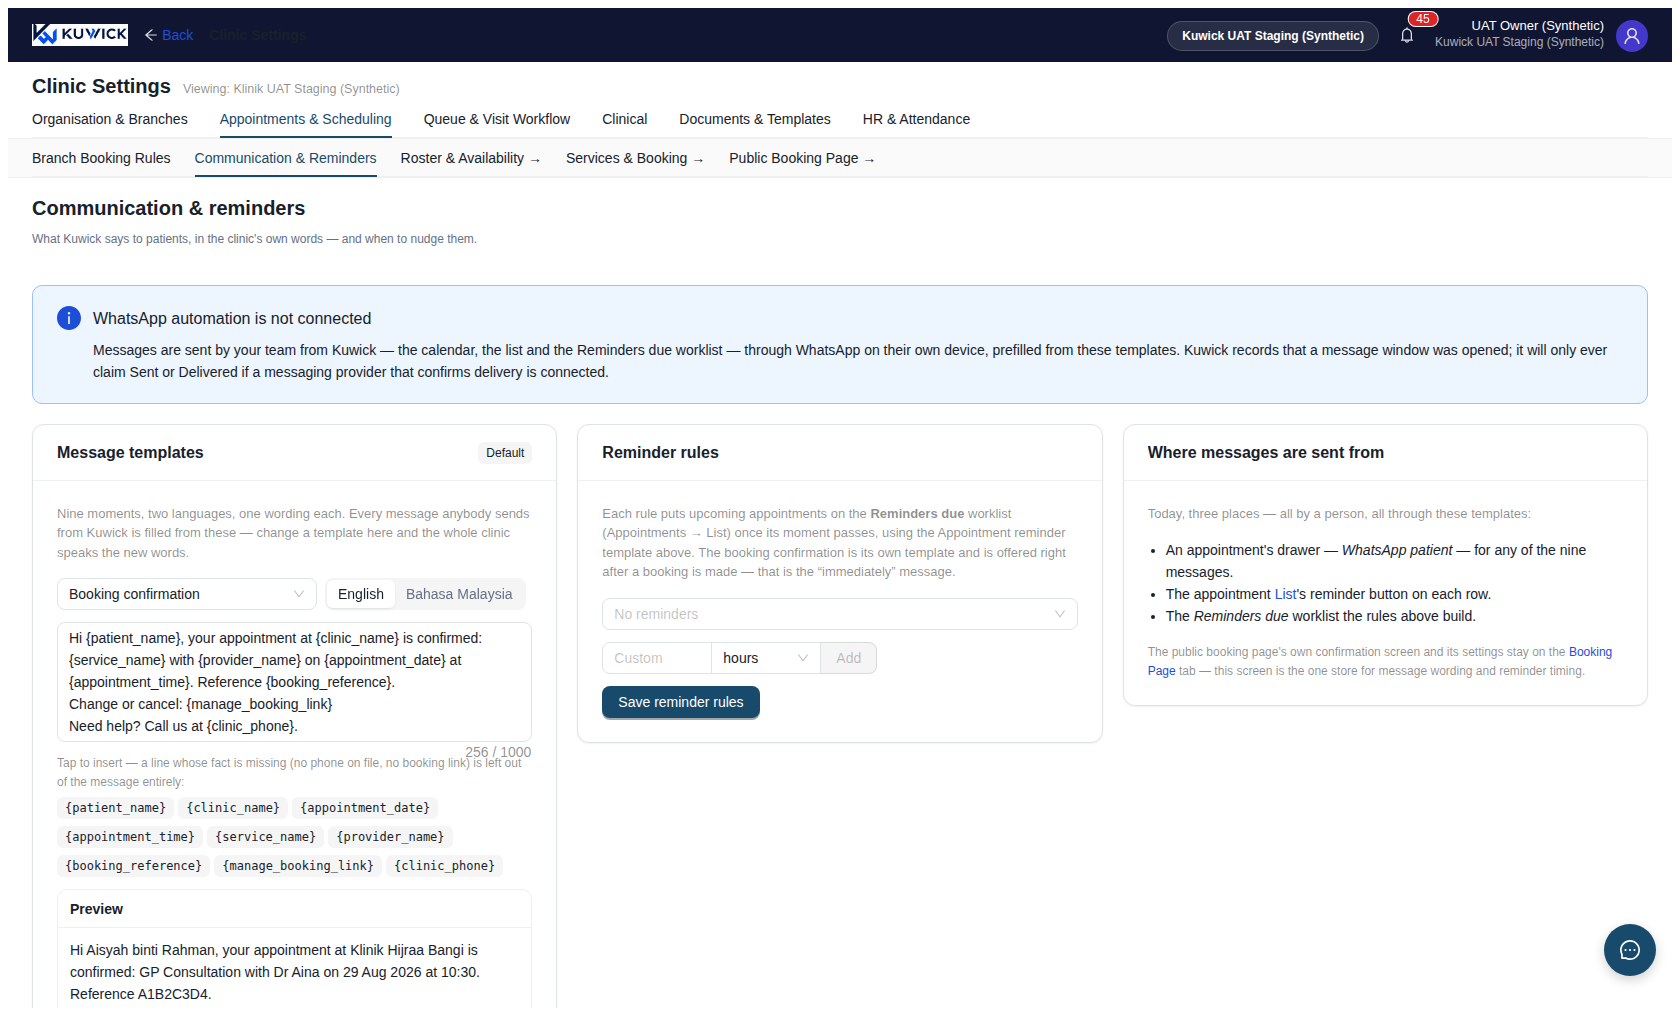 KUWICK
Back
Clinic Settings
Kuwick UAT Staging (Synthetic)
45
UAT Owner (Synthetic)
Kuwick UAT Staging (Synthetic)
Clinic Settings
Viewing: Klinik UAT Staging (Synthetic)
Organisation & Branches
Appointments & Scheduling
Queue & Visit Workflow
Clinical
Documents & Templates
HR & Attendance
Branch Booking Rules
Communication & Reminders
Roster & Availability →
Services & Booking →
Public Booking Page →
Communication & reminders
What Kuwick says to patients, in the clinic's own words — and when to nudge them.
WhatsApp automation is not connected
Messages are sent by your team from Kuwick — the calendar, the list and the Reminders due worklist — through WhatsApp on their own device, prefilled from these templates. Kuwick records that a message window was opened; it will only ever
claim Sent or Delivered if a messaging provider that confirms delivery is connected.
Message templates
Default
Nine moments, two languages, one wording each. Every message anybody sends
from Kuwick is filled from these — change a template here and the whole clinic
speaks the new words.
Booking confirmation
English
Bahasa Malaysia
Hi {patient_name}, your appointment at {clinic_name} is confirmed:
{service_name} with {provider_name} on {appointment_date} at
{appointment_time}. Reference {booking_reference}.
Change or cancel: {manage_booking_link}
Need help? Call us at {clinic_phone}.
256 / 1000
Tap to insert — a line whose fact is missing (no phone on file, no booking link) is left out
of the message entirely:
{patient_name} {clinic_name} {appointment_date}
{appointment_time} {service_name} {provider_name}
{booking_reference} {manage_booking_link} {clinic_phone}
Preview
Hi Aisyah binti Rahman, your appointment at Klinik Hijraa Bangi is
confirmed: GP Consultation with Dr Aina on 29 Aug 2026 at 10:30.
Reference A1B2C3D4.
Reminder rules
Each rule puts upcoming appointments on the Reminders due worklist
(Appointments → List) once its moment passes, using the Appointment reminder
template above. The booking confirmation is its own template and is offered right
after a booking is made — that is the “immediately” message.
No reminders
Custom
hours
Add
Save reminder rules
Where messages are sent from
Today, three places — all by a person, all through these templates:
• An appointment's drawer — WhatsApp patient — for any of the nine
messages.
• The appointment List's reminder button on each row.
• The Reminders due worklist the rules above build.
The public booking page's own confirmation screen and its settings stay on the Booking
Page tab — this screen is the one store for message wording and reminder timing.